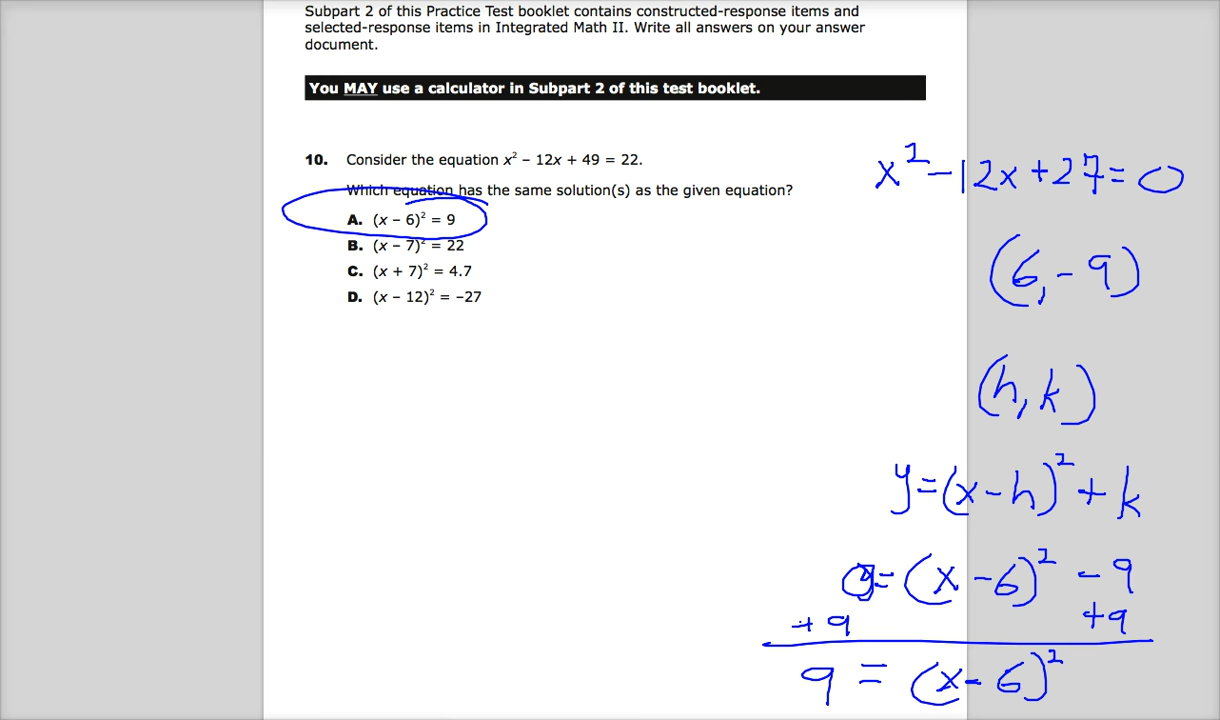 Subpart 2 of this Practice Test booklet contains constructed-response items and
selected-response items in Integrated Math II. Write all answers on your answer
document.
You MAY use a calculator in Subpart 2 of this test booklet.
10. Consider the equation x² − 12x + 49 = 22.
Which equation has the same solution(s) as the given equation?
A. (x − 6)² = 9
B. (x − 7)² = 22
C. (x + 7)² = 4.7
D. (x − 12)² = −27
x² − 12x + 27 = 0
(6, −9)
(h, k)
y = (x − h)² + k
0 = (x − 6)² − 9
+9 +9
9 = (x − 6)²